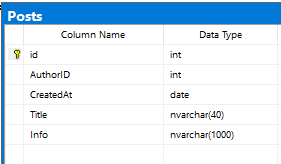 Posts
Column Name Data Type
id int
AuthorID int
CreatedAt date
Title nvarchar(40)
Info nvarchar(1000)